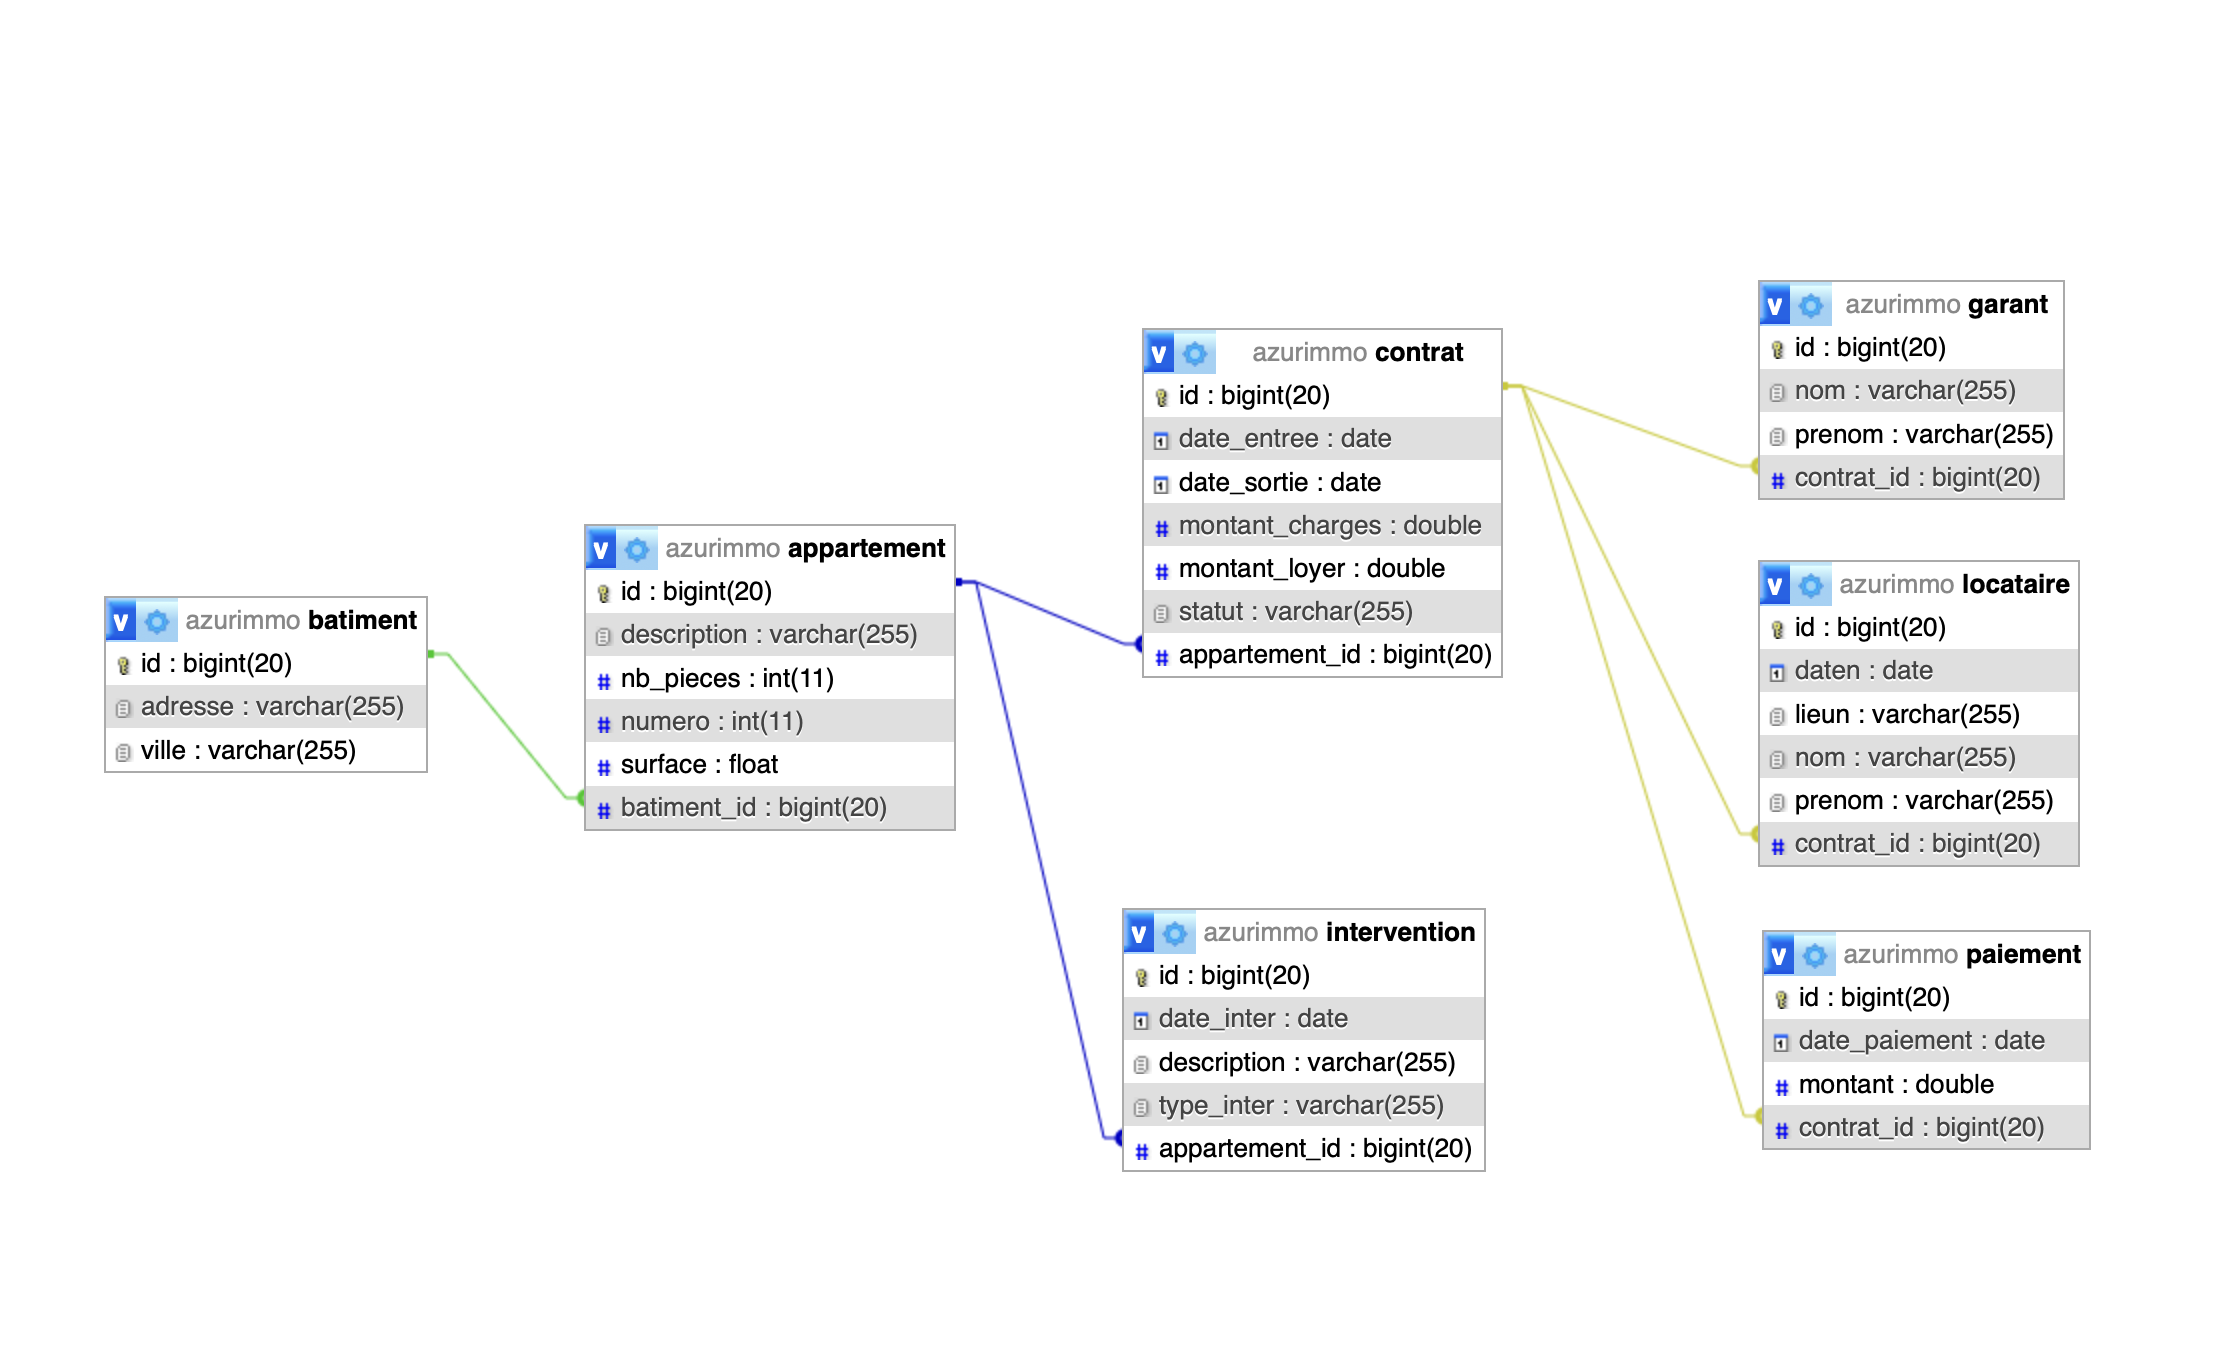 azurimmo batiment
id : bigint(20)
adresse : varchar(255)
ville : varchar(255)
azurimmo appartement
id : bigint(20)
description : varchar(255)
nb_pieces : int(11)
numero : int(11)
surface : float
batiment_id : bigint(20)
azurimmo contrat
id : bigint(20)
date_entree : date
date_sortie : date
montant_charges : double
montant_loyer : double
statut : varchar(255)
appartement_id : bigint(20)
azurimmo intervention
id : bigint(20)
date_inter : date
description : varchar(255)
type_inter : varchar(255)
appartement_id : bigint(20)
azurimmo garant
id : bigint(20)
nom : varchar(255)
prenom : varchar(255)
contrat_id : bigint(20)
azurimmo locataire
id : bigint(20)
daten : date
lieun : varchar(255)
nom : varchar(255)
prenom : varchar(255)
contrat_id : bigint(20)
azurimmo paiement
id : bigint(20)
date_paiement : date
montant : double
contrat_id : bigint(20)